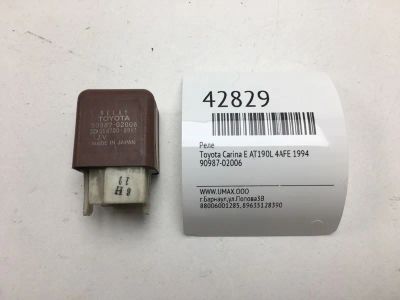 RELAY
TOYOTA
90987-02006
12V
MADE IN JAPAN
42829
Реле
Toyota Carina E AT190L 4AFE 1994
90987-02006
WWW.UMAX.OOO
г.Барнаул,ул.Попова3В
88006001285,89635128390